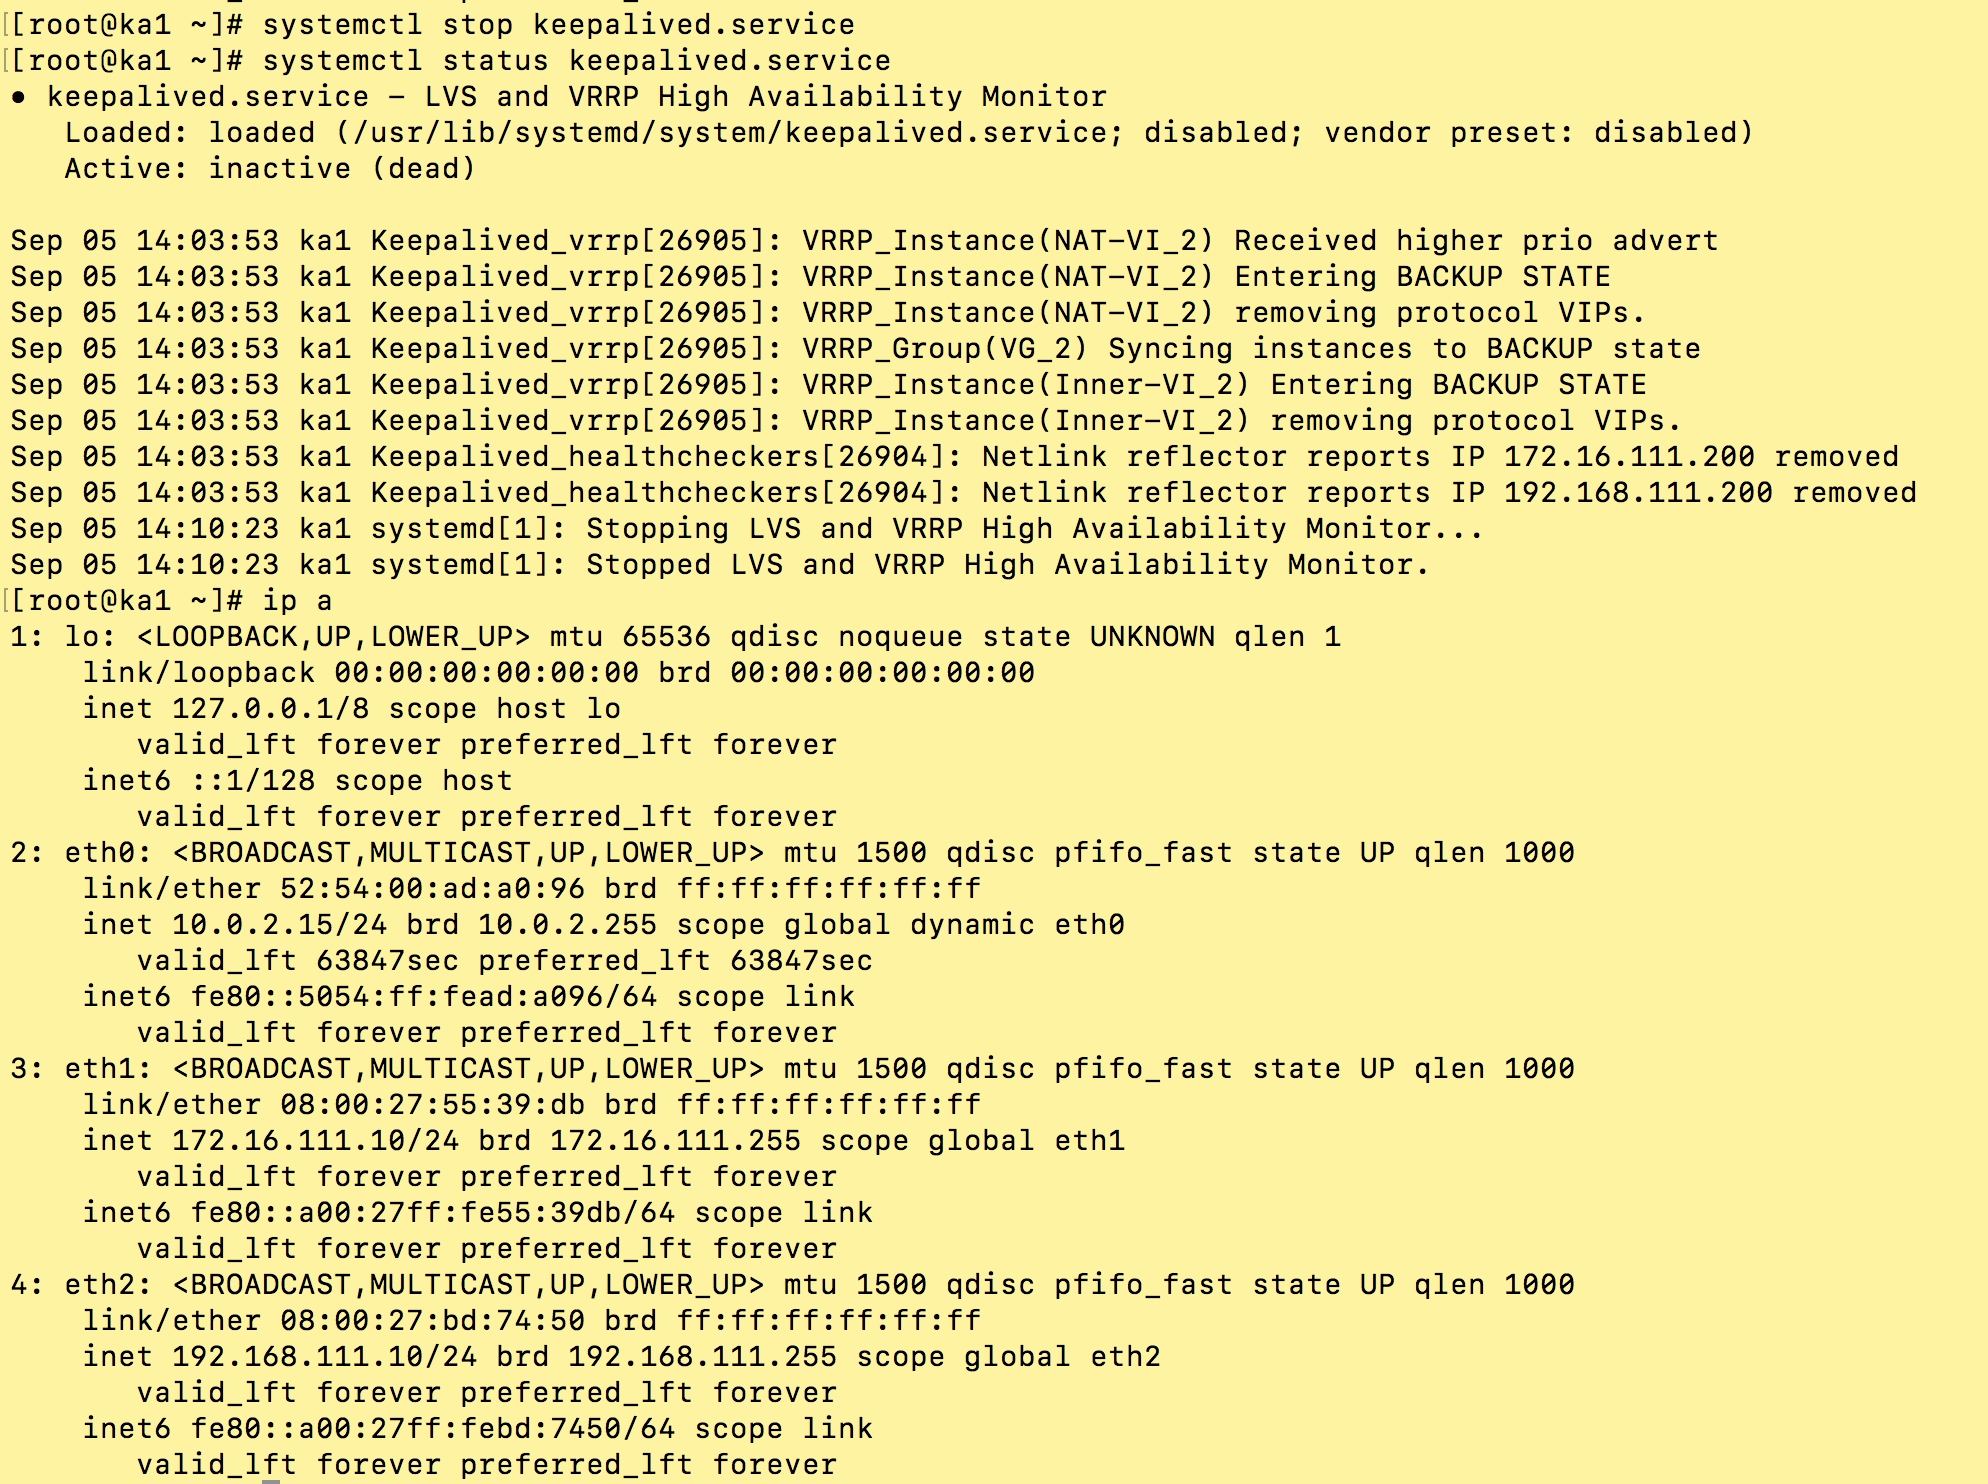 [[root@ka1 ~]# systemctl stop keepalived.service
[[root@ka1 ~]# systemctl status keepalived.service
● keepalived.service – LVS and VRRP High Availability Monitor
   Loaded: loaded (/usr/lib/systemd/system/keepalived.service; disabled; vendor preset: disabled)
   Active: inactive (dead)

Sep 05 14:03:53 ka1 Keepalived_vrrp[26905]: VRRP_Instance(NAT-VI_2) Received higher prio advert
Sep 05 14:03:53 ka1 Keepalived_vrrp[26905]: VRRP_Instance(NAT-VI_2) Entering BACKUP STATE
Sep 05 14:03:53 ka1 Keepalived_vrrp[26905]: VRRP_Instance(NAT-VI_2) removing protocol VIPs.
Sep 05 14:03:53 ka1 Keepalived_vrrp[26905]: VRRP_Group(VG_2) Syncing instances to BACKUP state
Sep 05 14:03:53 ka1 Keepalived_vrrp[26905]: VRRP_Instance(Inner-VI_2) Entering BACKUP STATE
Sep 05 14:03:53 ka1 Keepalived_vrrp[26905]: VRRP_Instance(Inner-VI_2) removing protocol VIPs.
Sep 05 14:03:53 ka1 Keepalived_healthcheckers[26904]: Netlink reflector reports IP 172.16.111.200 removed
Sep 05 14:03:53 ka1 Keepalived_healthcheckers[26904]: Netlink reflector reports IP 192.168.111.200 removed
Sep 05 14:10:23 ka1 systemd[1]: Stopping LVS and VRRP High Availability Monitor...
Sep 05 14:10:23 ka1 systemd[1]: Stopped LVS and VRRP High Availability Monitor.
[[root@ka1 ~]# ip a
1: lo: <LOOPBACK,UP,LOWER_UP> mtu 65536 qdisc noqueue state UNKNOWN qlen 1
    link/loopback 00:00:00:00:00:00 brd 00:00:00:00:00:00
    inet 127.0.0.1/8 scope host lo
       valid_lft forever preferred_lft forever
    inet6 ::1/128 scope host
       valid_lft forever preferred_lft forever
2: eth0: <BROADCAST,MULTICAST,UP,LOWER_UP> mtu 1500 qdisc pfifo_fast state UP qlen 1000
    link/ether 52:54:00:ad:a0:96 brd ff:ff:ff:ff:ff:ff
    inet 10.0.2.15/24 brd 10.0.2.255 scope global dynamic eth0
       valid_lft 63847sec preferred_lft 63847sec
    inet6 fe80::5054:ff:fead:a096/64 scope link
       valid_lft forever preferred_lft forever
3: eth1: <BROADCAST,MULTICAST,UP,LOWER_UP> mtu 1500 qdisc pfifo_fast state UP qlen 1000
    link/ether 08:00:27:55:39:db brd ff:ff:ff:ff:ff:ff
    inet 172.16.111.10/24 brd 172.16.111.255 scope global eth1
       valid_lft forever preferred_lft forever
    inet6 fe80::a00:27ff:fe55:39db/64 scope link
       valid_lft forever preferred_lft forever
4: eth2: <BROADCAST,MULTICAST,UP,LOWER_UP> mtu 1500 qdisc pfifo_fast state UP qlen 1000
    link/ether 08:00:27:bd:74:50 brd ff:ff:ff:ff:ff:ff
    inet 192.168.111.10/24 brd 192.168.111.255 scope global eth2
       valid_lft forever preferred_lft forever
    inet6 fe80::a00:27ff:febd:7450/64 scope link
       valid_lft forever preferred_lft forever